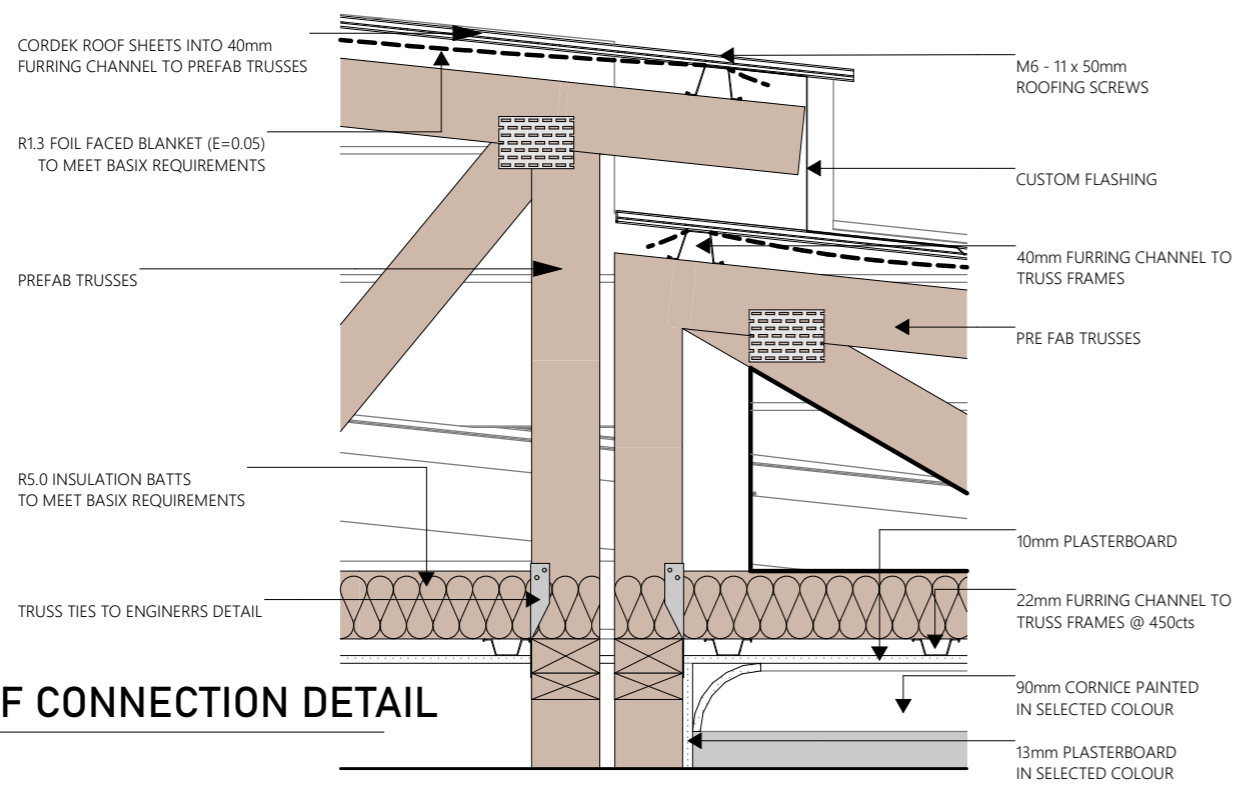 CORDEK ROOF SHEETS INTO 40mm
FURRING CHANNEL TO PREFAB TRUSSES
R1.3 FOIL FACED BLANKET (E=0.05)
TO MEET BASIX REQUIREMENTS
PREFAB TRUSSES
R5.0 INSULATION BATTS
TO MEET BASIX REQUIREMENTS
TRUSS TIES TO ENGINERRS DETAIL
F CONNECTION DETAIL
M6 - 11 x 50mm
ROOFING SCREWS
CUSTOM FLASHING
40mm FURRING CHANNEL TO
TRUSS FRAMES
PRE FAB TRUSSES
10mm PLASTERBOARD
22mm FURRING CHANNEL TO
TRUSS FRAMES @ 450cts
90mm CORNICE PAINTED
IN SELECTED COLOUR
13mm PLASTERBOARD
IN SELECTED COLOUR